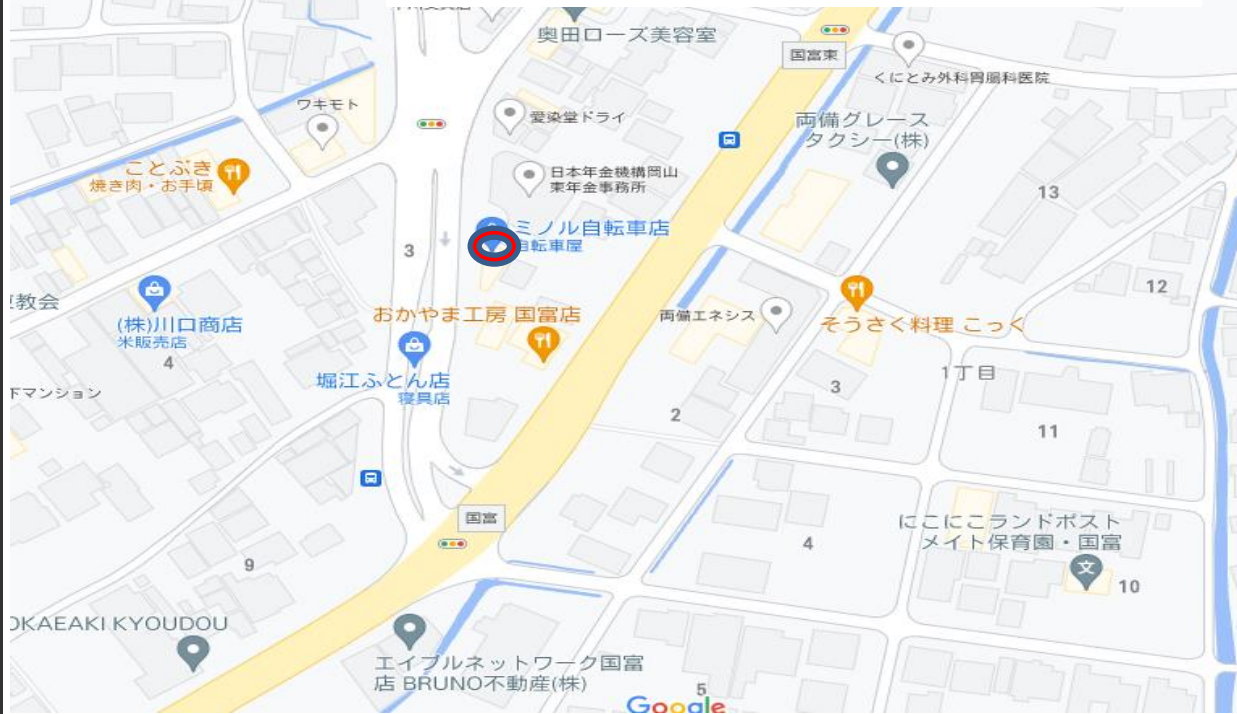 奥田ローズ美容室
国富東
くにとみ外科胃腸科医院
ワキモト
愛染堂ドライ
両備グレース
タクシー(株)
ことぶき
焼き肉・お手頃
日本年金機構岡山
東年金事務所
13
ミノル自転車店
自転車屋
3
12
教会
(株)川口商店
米販売店
4
おかやま工房 国富店
両備エネシス
そうさく料理 こっく
堀江ふとん店
寝具店
下マンション
3
1丁目
2
11
国富
にこにこランドポスト
メイト保育園・国富
4
9
10
OKAEAKI KYOUDOU
エイブルネットワーク国富
店 BRUNO不動産(株)
5
Google